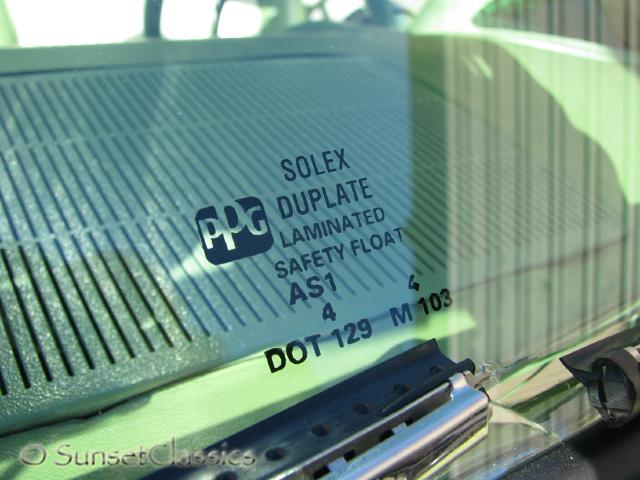 SOLEX
DUPLATE
PPG
LAMINATED
SAFETY FLOAT
AS1
4 4
DOT 129 M 103
© SunsetClassics